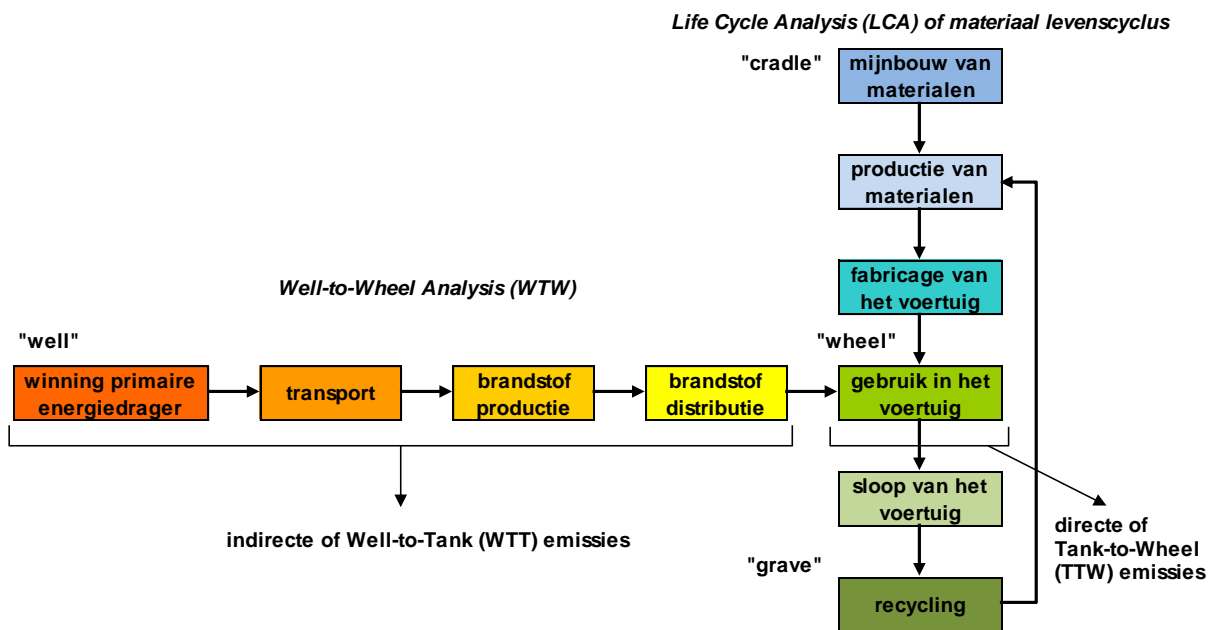 Life Cycle Analysis (LCA) of materiaal levenscyclus
"cradle"
mijnbouw van
materialen
productie van
materialen
fabricage van
het voertuig
Well-to-Wheel Analysis (WTW)
"well"
"wheel"
winning primaire
energiedrager
transport
brandstof
productie
brandstof
distributie
gebruik in het
voertuig
sloop van het
voertuig
indirecte of Well-to-Tank (WTT) emissies
directe of
Tank-to-Wheel
(TTW) emissies
"grave"
recycling